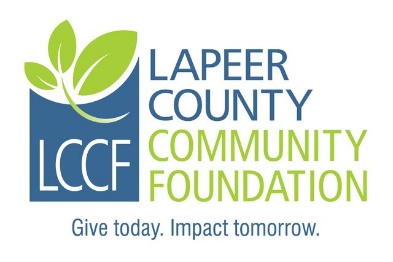 LAPEER
COUNTY
COMMUNITY
FOUNDATION
LCCF
Give today. Impact tomorrow.